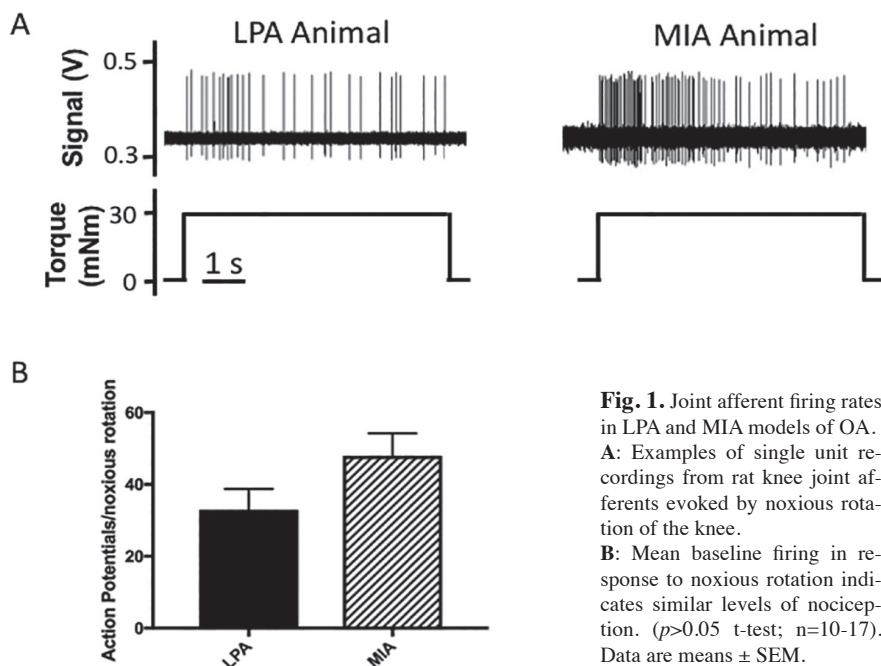 A
LPA Animal
MIA Animal
Signal (V)
0.5
0.3
Torque
(mNm)
30
0
1 s
B
Action Potentials/noxious rotation
60
40
20
0
LPA
MIA
Fig. 1. Joint afferent firing rates
in LPA and MIA models of OA.
A: Examples of single unit re-
cordings from rat knee joint af-
ferents evoked by noxious rota-
tion of the knee.
B: Mean baseline firing in re-
sponse to noxious rotation indi-
cates similar levels of nocicep-
tion. (p>0.05 t-test; n=10-17).
Data are means ± SEM.